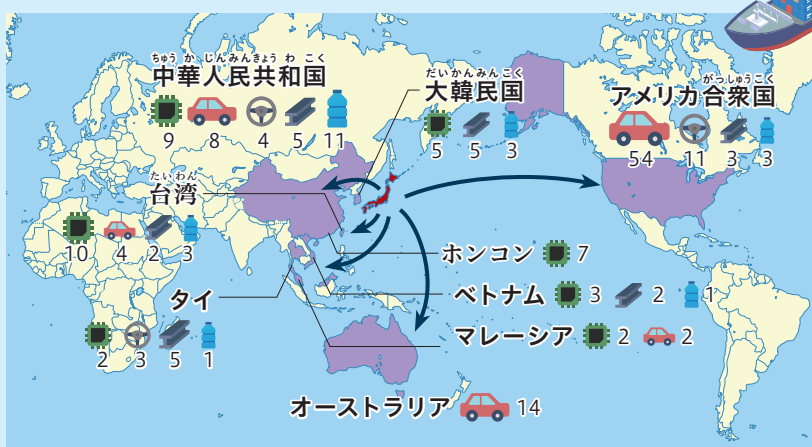 ちゅうかじんみんきょうわこく
中華人民共和国
9 8 4 5 11
だいかんみんこく
大韓民国
5 5 3
がっしゅうこく
アメリカ合衆国
54 11 3 3
たいわん
台湾
10 4 2 3
ホンコン 7
ベトナム 3 2 1
タイ
2 3 5 1
マレーシア 2 2
オーストラリア 14